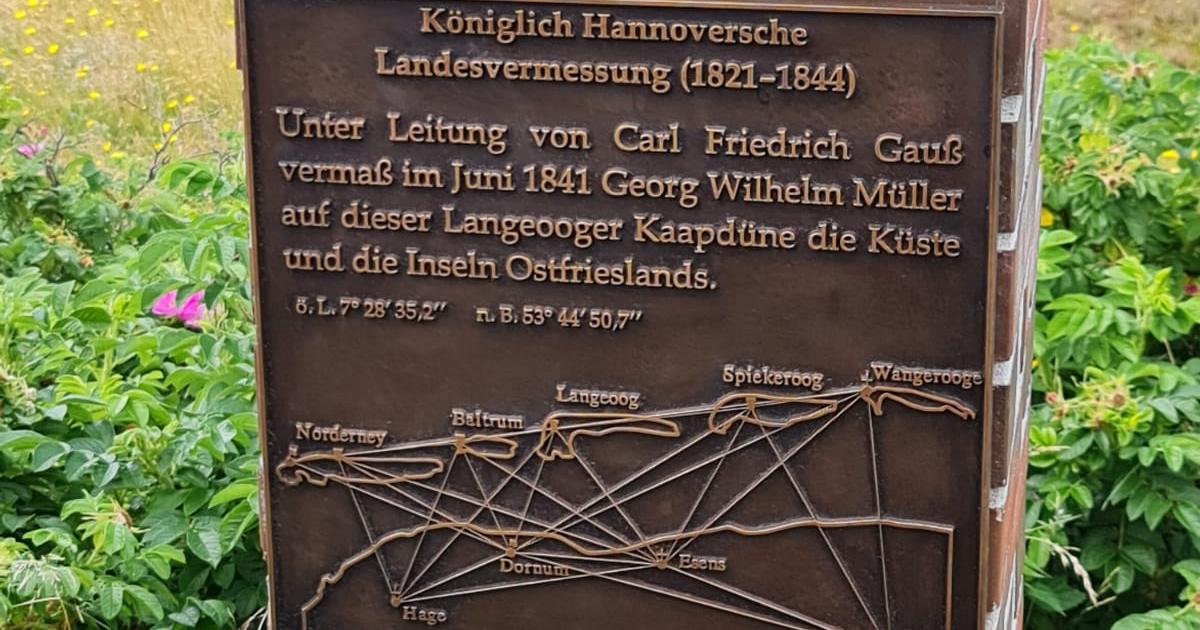 Königlich Hannoversche
Landesvermessung (1821–1844)
Unter Leitung von Carl Friedrich Gauß
vermaß im Juni 1841 Georg Wilhelm Müller
auf dieser Langeooger Kaapdüne die Küste
und die Inseln Ostfrieslands.
ö. L. 7° 28′ 35,2″ n. B. 53° 44′ 50,7″
Spiekeroog Wangerooge
Langeoog
Baltrum
Norderney
Dornum Esens
Hage